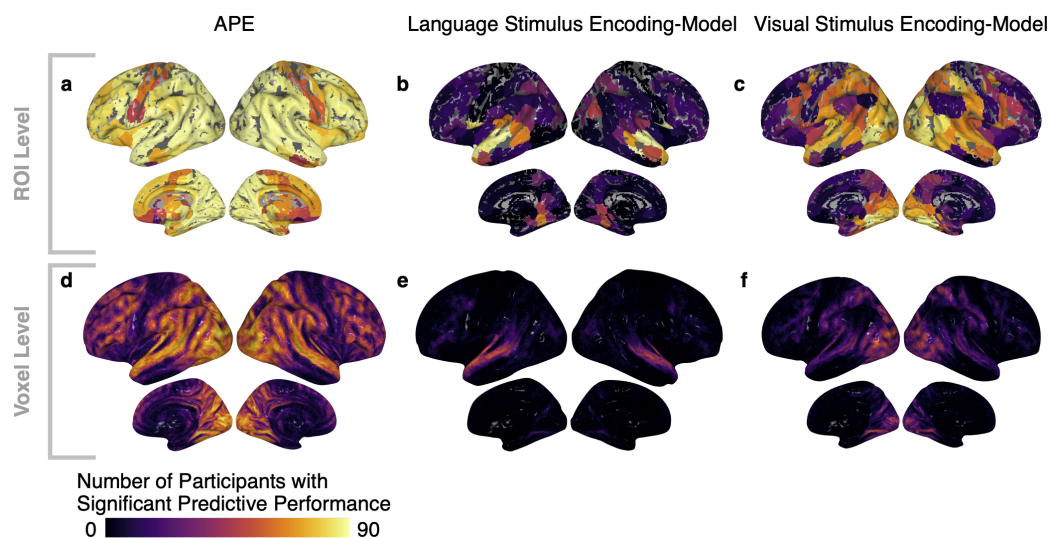 APE
Language Stimulus Encoding-Model
Visual Stimulus Encoding-Model
ROI Level
a
b
c
Voxel Level
d
e
f
Number of Participants with
Significant Predictive Performance
0
90